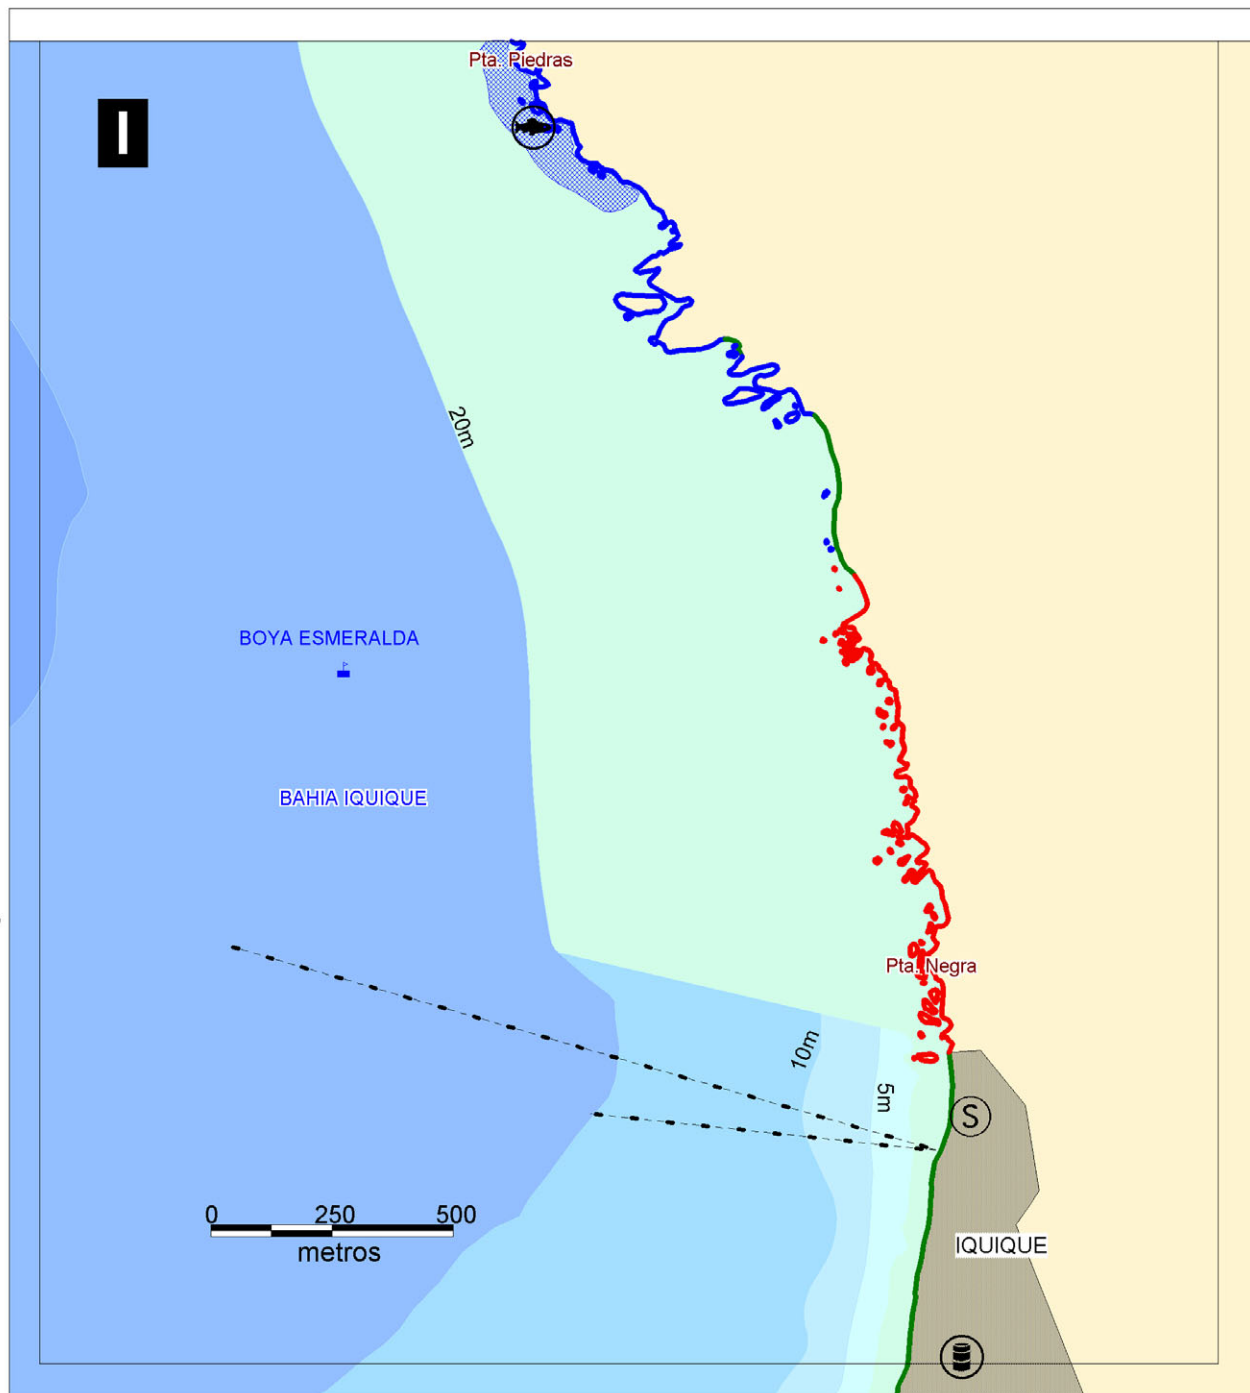 Pta. Piedras
I
20m
BOYA ESMERALDA
BAHIA IQUIQUE
Pta. Negra
10m
5m
S
0 250 500
metros
IQUIQUE